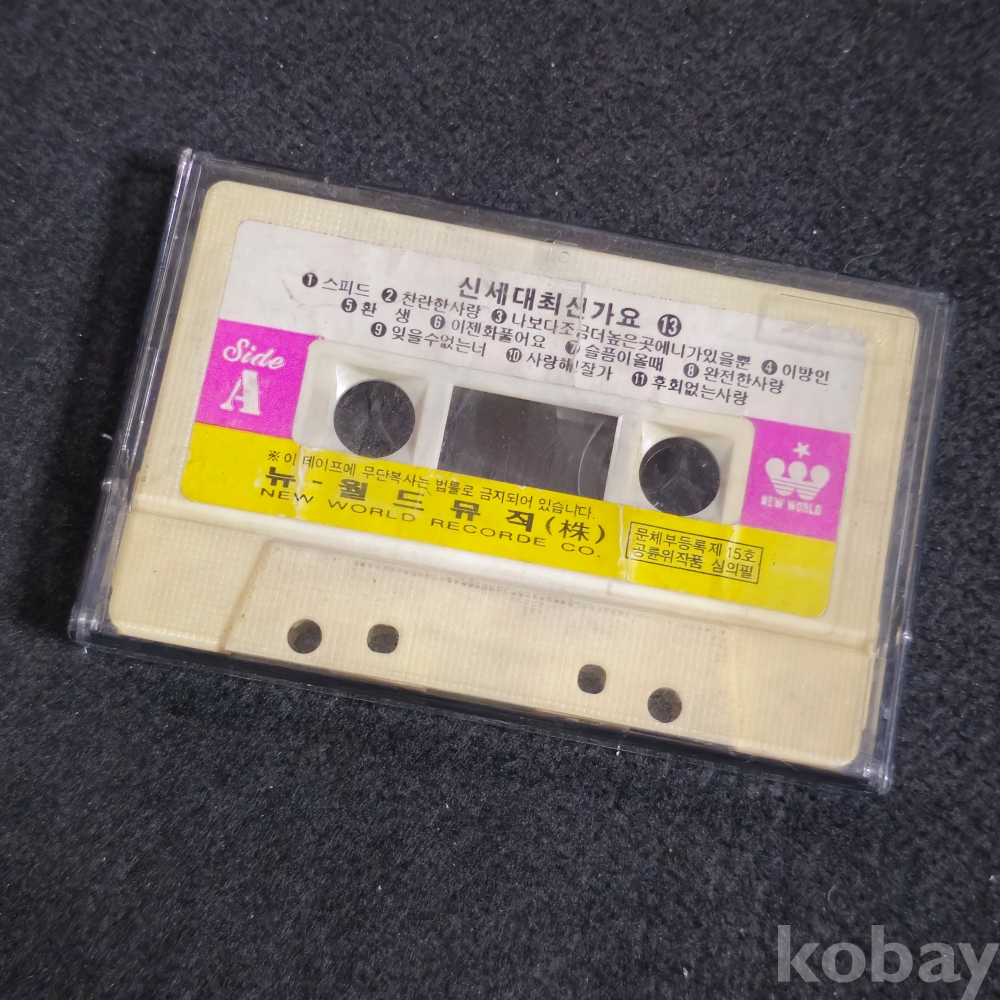 신세대최신가요 ⓭
❶ 스피드 ❷ 찬란한사랑 ❸ 나보다조금더높은곳에니가있을뿐 ❹ 이방인
❺ 환 생 ❻ 이젠화풀어요 ❼ 슬픔이올때 ❽ 완전한사랑
❾ 잊을수없는너 ❿ 사랑해!잘가 ⓫ 후회없는사랑
Side
A
NEW WORLD
※이 테이프에 무단복사는 법률로 금지되어 있습니다.
뉴-월드뮤직(株)
NEW WORLD RECORDE CO.
문체부등록제 15호
공륜위작품 심의필
kobay